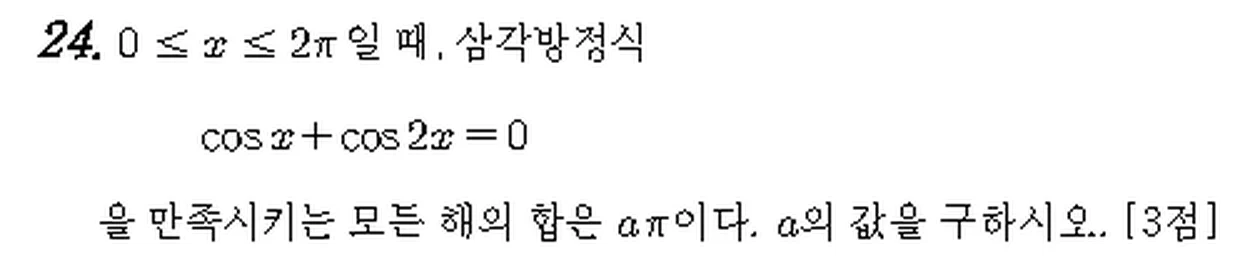 24. 0 ≤ x ≤ 2π 일 때, 삼각방정식
cos x + cos 2x = 0
을 만족시키는 모든 해의 합은 aπ이다. a의 값을 구하시오.. [3점]